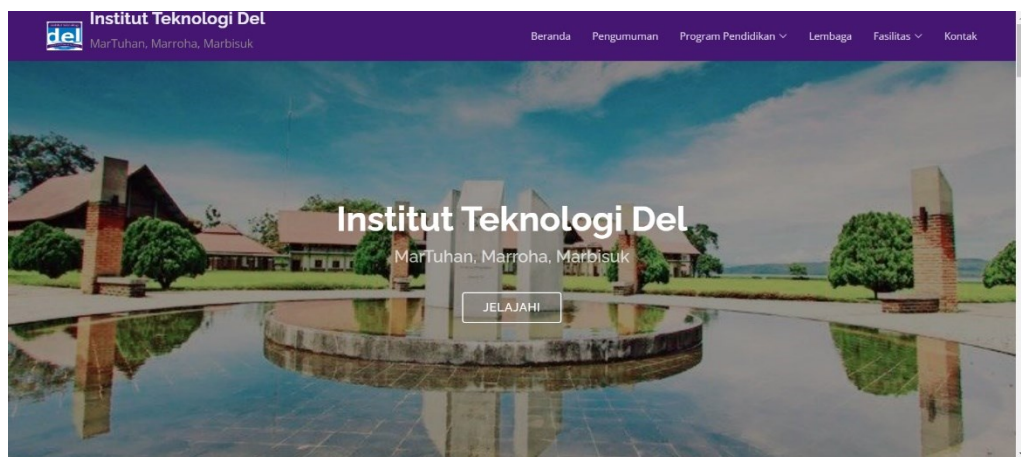 Institut Teknologi Del
del
MarTuhan, Marroha, Marbisuk
Beranda Pengumuman Program Pendidikan Lembaga Fasilitas Kontak
Institut Teknologi Del
MarTuhan, Marroha, Marbisuk
JELAJAHI